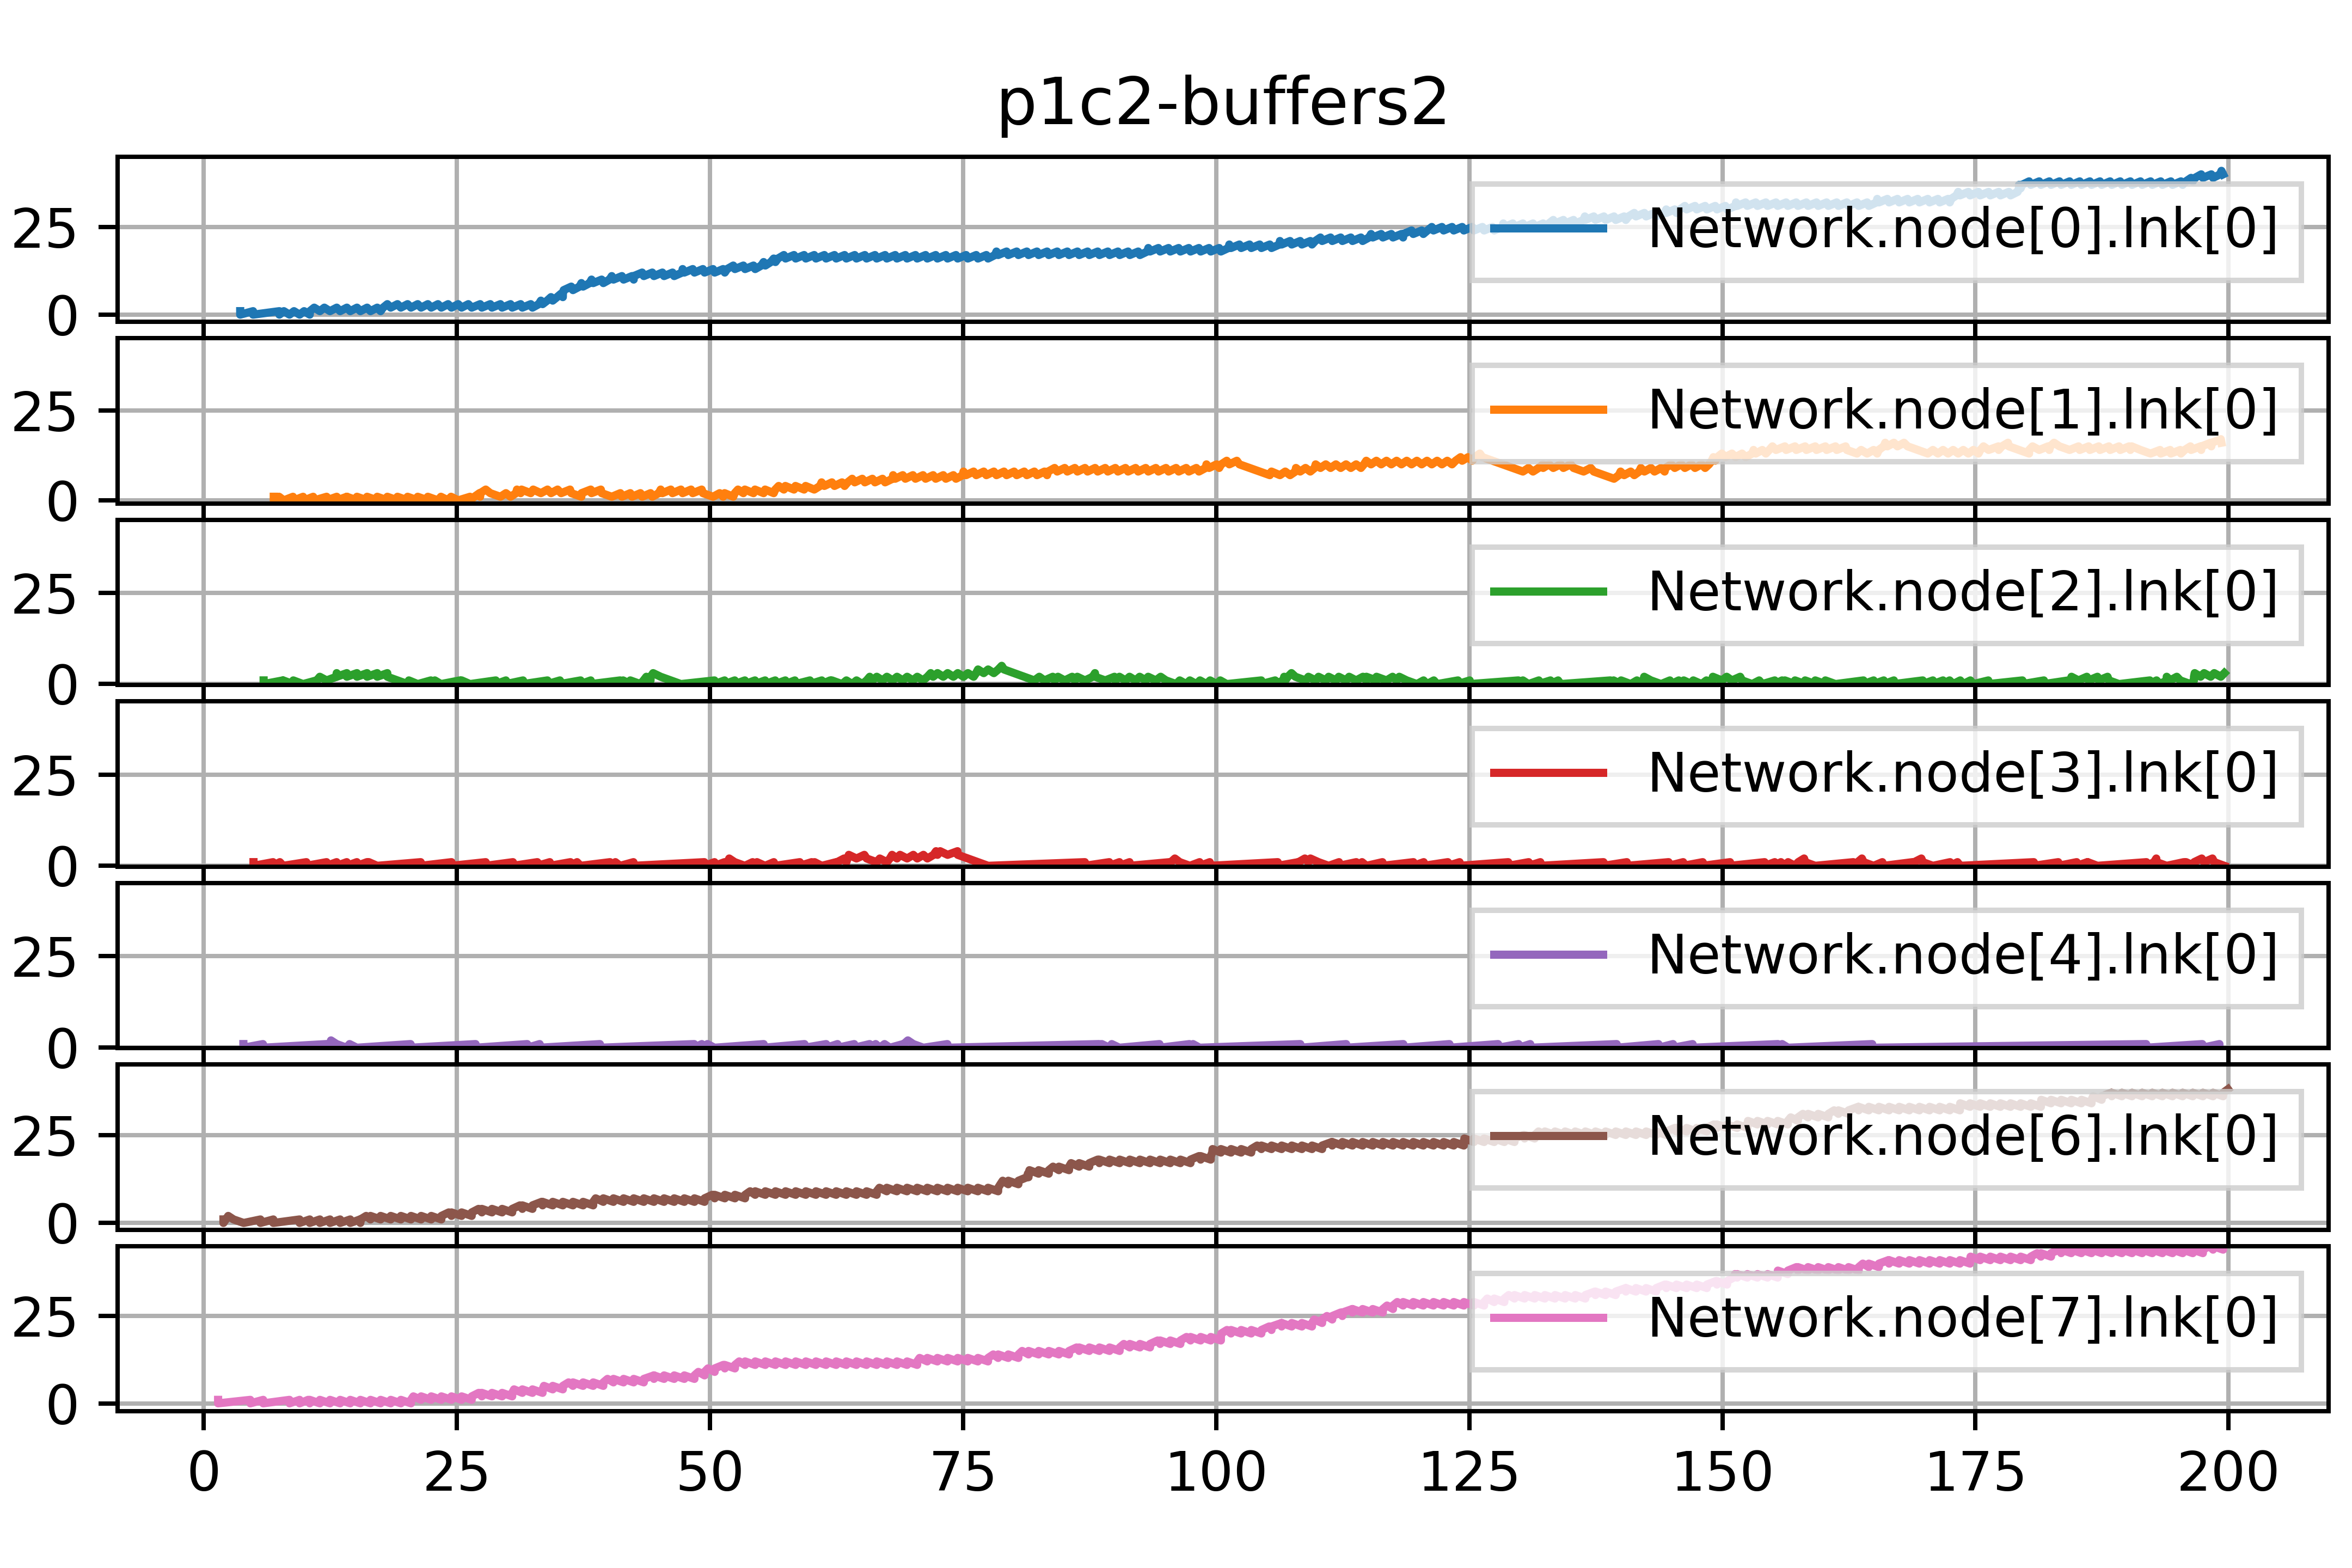 p1c2-buffers2
25
Network.node[0].lnk[0]
0
25
Network.node[1].lnk[0]
0
25
Network.node[2].lnk[0]
0
25
Network.node[3].lnk[0]
0
25
Network.node[4].lnk[0]
0
25
Network.node[6].lnk[0]
0
25
Network.node[7].lnk[0]
0
0 25 50 75 100 125 150 175 200